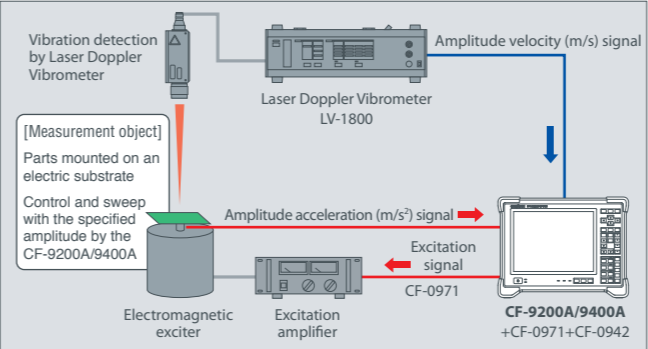 Vibration detection
by Laser Doppler
Vibrometer
Amplitude velocity (m/s) signal
Laser Doppler Vibrometer
LV-1800
[Measurement object]
Parts mounted on an
electric substrate
Control and sweep
with the specified
amplitude by the
CF-9200A/9400A
Amplitude acceleration (m/s²) signal
Excitation
signal
CF-0971
Electromagnetic
exciter
Excitation
amplifier
CF-9200A/9400A
+CF-0971+CF-0942